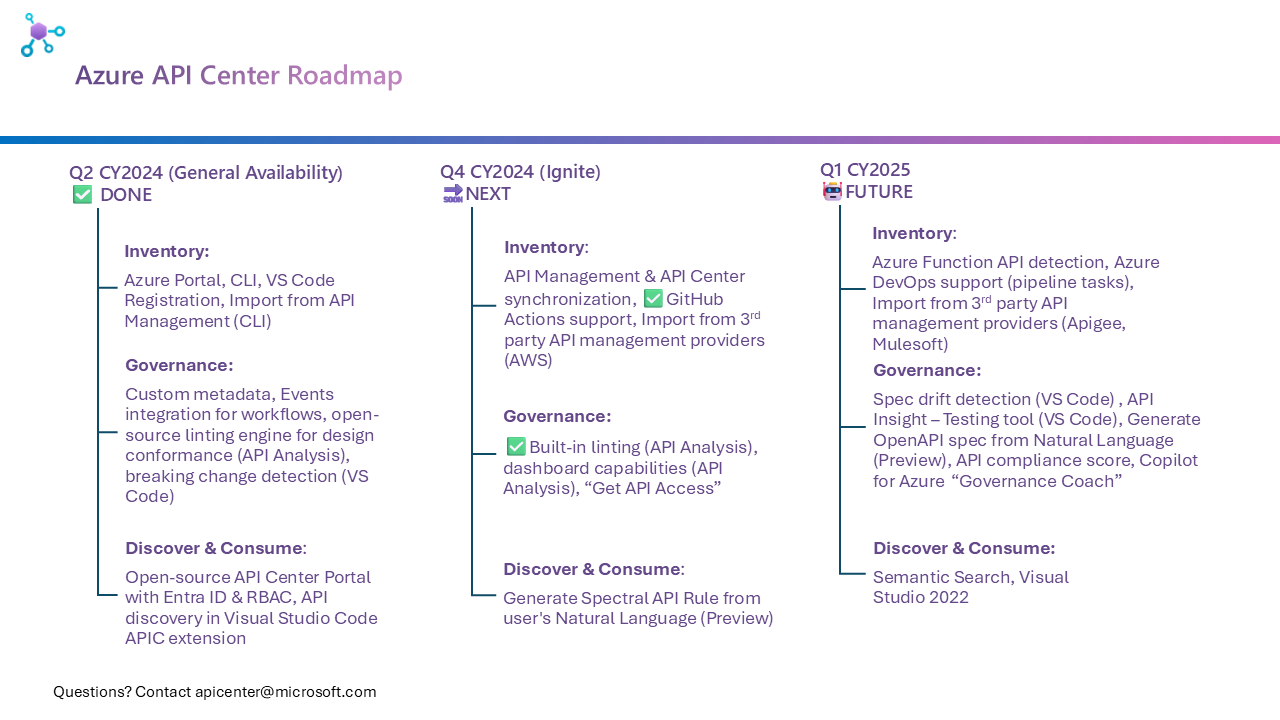 Azure API Center Roadmap
Q2 CY2024 (General Availability)
✅ DONE
Inventory:
Azure Portal, CLI, VS Code
Registration, Import from API
Management (CLI)
Governance:
Custom metadata, Events
integration for workflows, open-
source linting engine for design
conformance (API Analysis),
breaking change detection (VS
Code)
Discover & Consume:
Open-source API Center Portal
with Entra ID & RBAC, API
discovery in Visual Studio Code
APIC extension
Q4 CY2024 (Ignite)
🔜NEXT
Inventory:
API Management & API Center
synchronization, ✅GitHub
Actions support, Import from 3rd
party API management providers
(AWS)
Governance:
✅Built-in linting (API Analysis),
dashboard capabilities (API
Analysis), “Get API Access”
Discover & Consume:
Generate Spectral API Rule from
user's Natural Language (Preview)
Q1 CY2025
🤖FUTURE
Inventory:
Azure Function API detection, Azure
DevOps support (pipeline tasks),
Import from 3rd party API
management providers (Apigee,
Mulesoft)
Governance:
Spec drift detection (VS Code) , API
Insight – Testing tool (VS Code), Generate
OpenAPI spec from Natural Language
(Preview), API compliance score, Copilot
for Azure “Governance Coach”
Discover & Consume:
Semantic Search, Visual
Studio 2022
Questions? Contact apicenter@microsoft.com